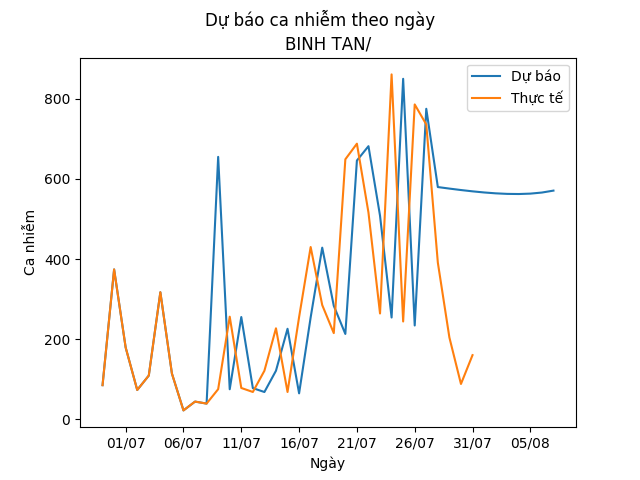 Dự báo ca nhiễm theo ngày
BINH TAN/
Dự báo
Thực tế
Ca nhiễm
800
600
400
200
0
01/07 06/07 11/07 16/07 21/07 26/07 31/07 05/08
Ngày